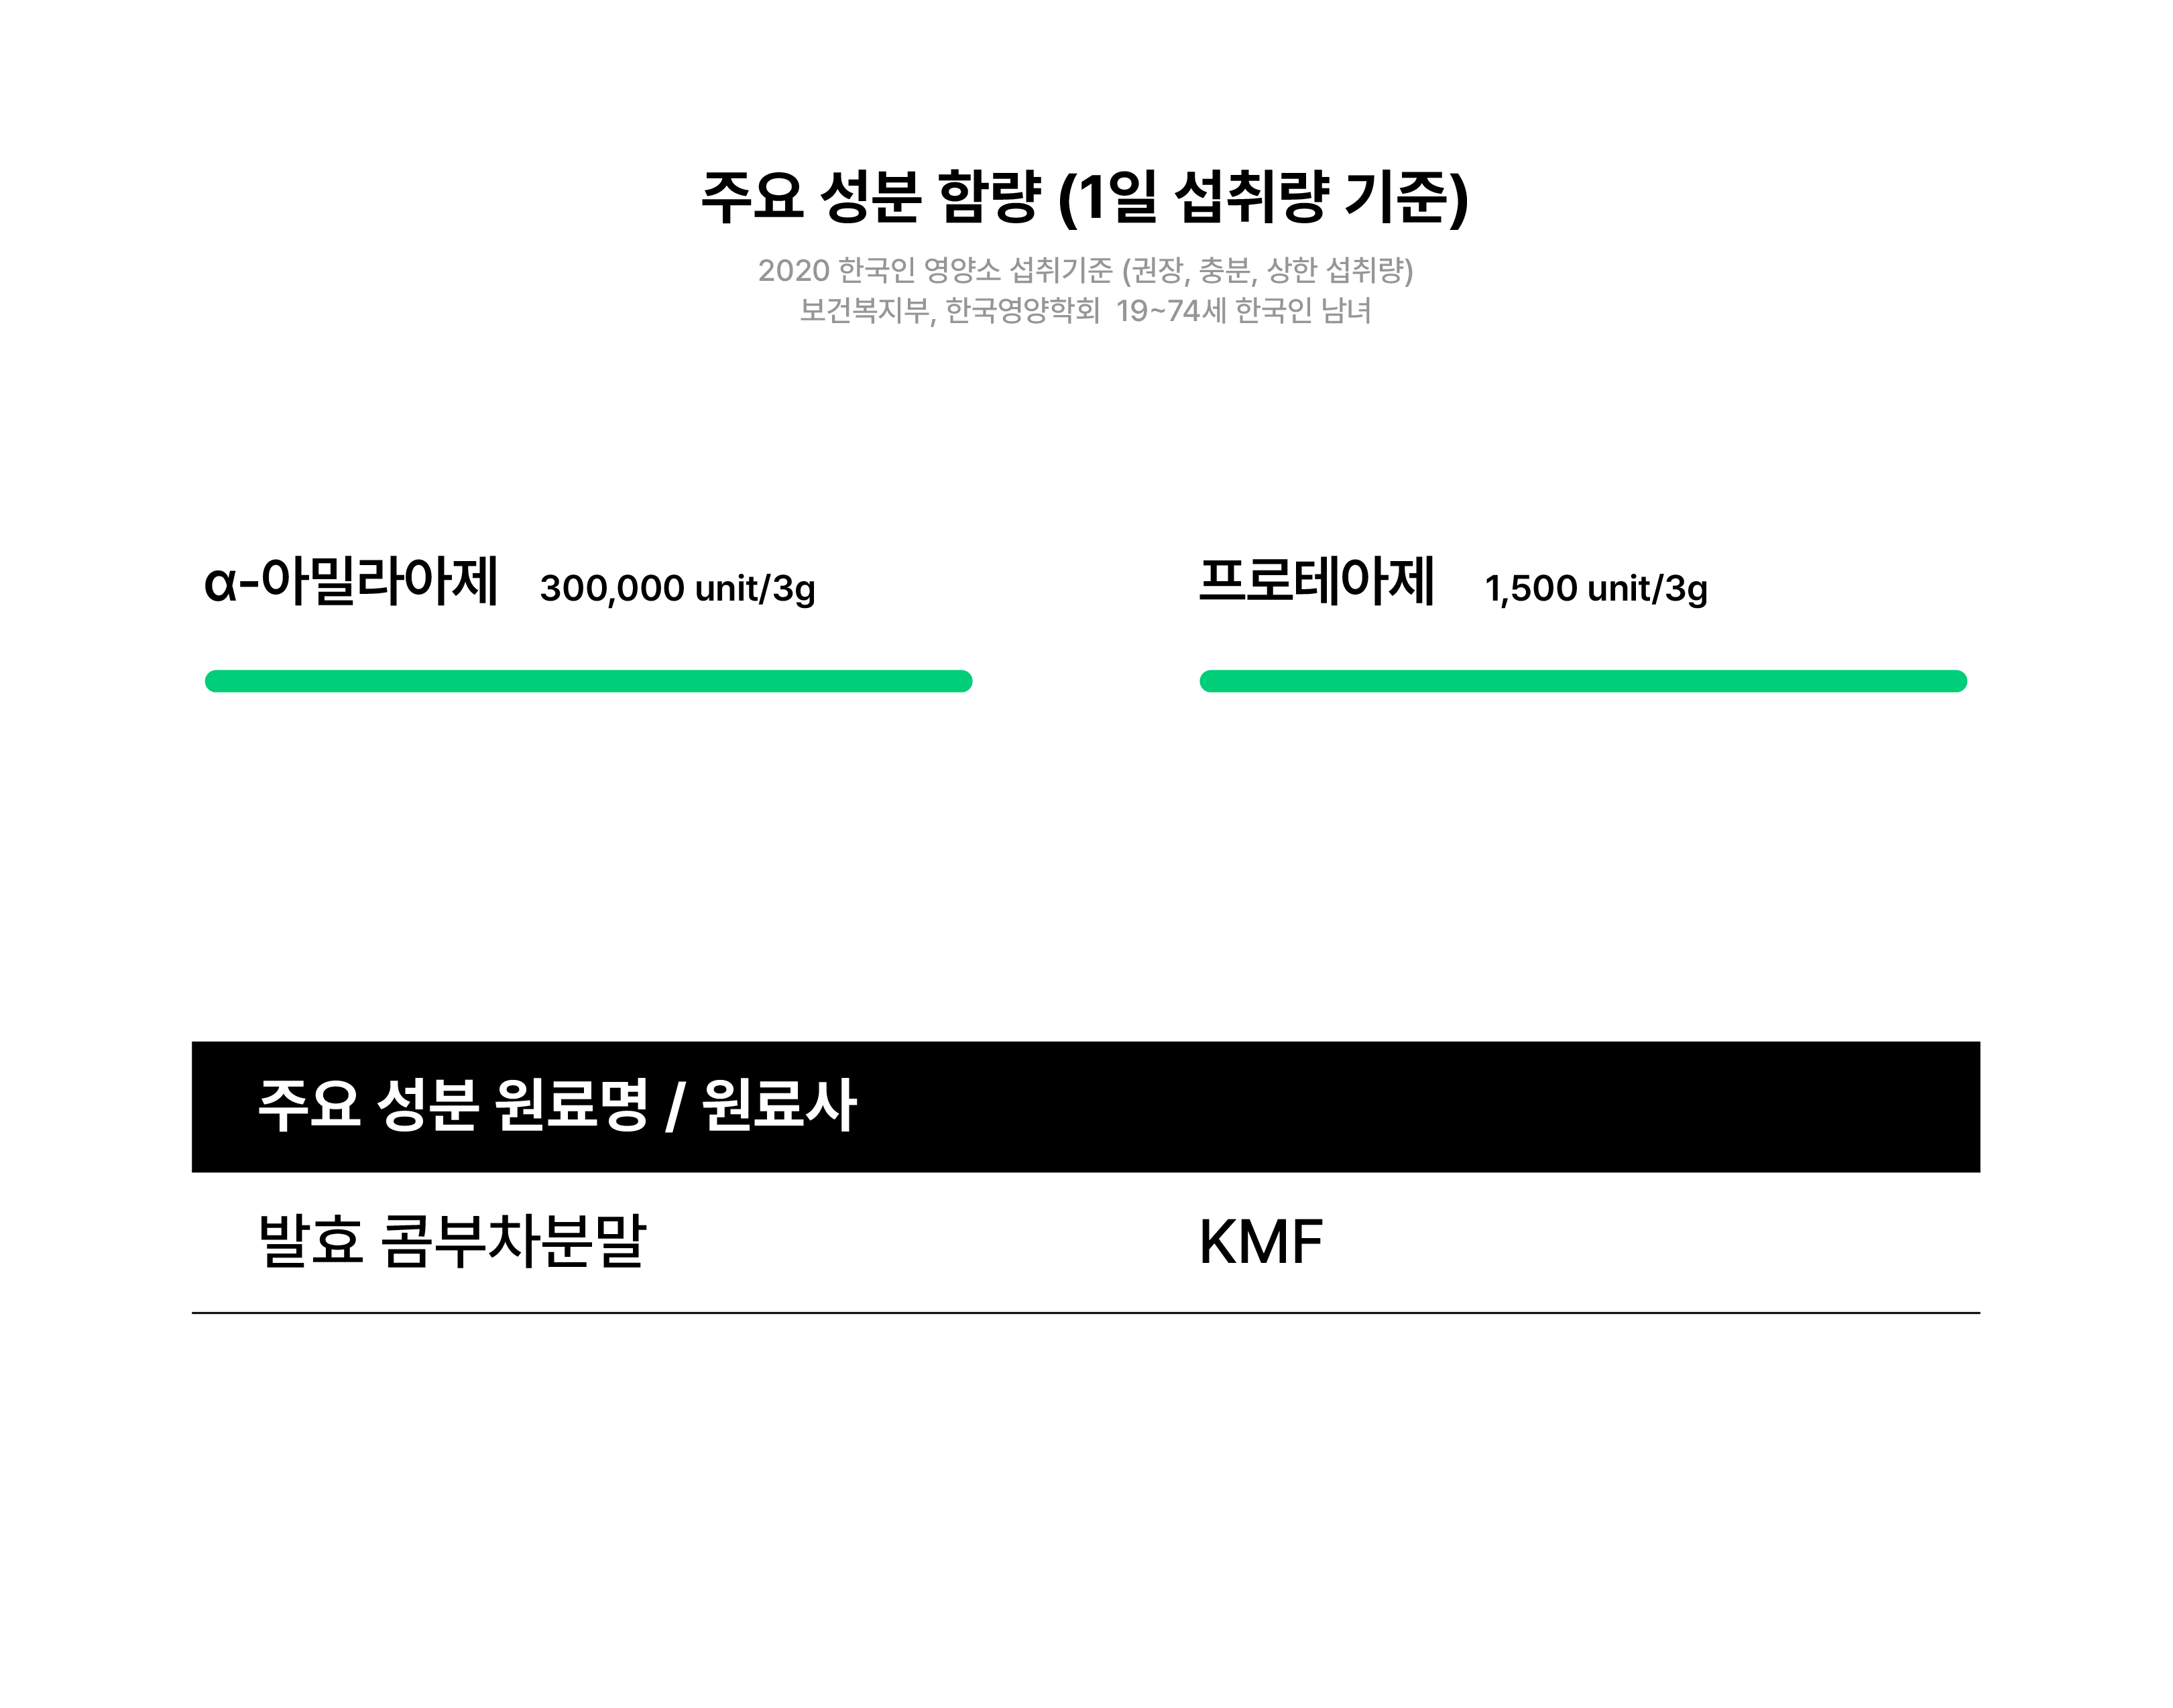 주요 성분 함량 (1일 섭취량 기준)
2020 한국인 영양소 섭취기준 (권장, 충분, 상한 섭취량)
보건복지부, 한국영양학회 19~74세 한국인 남녀
α-아밀라아제 300,000 unit/3g
프로테아제 1,500 unit/3g
주요 성분 원료명 / 원료사
발효 콤부차분말 KMF